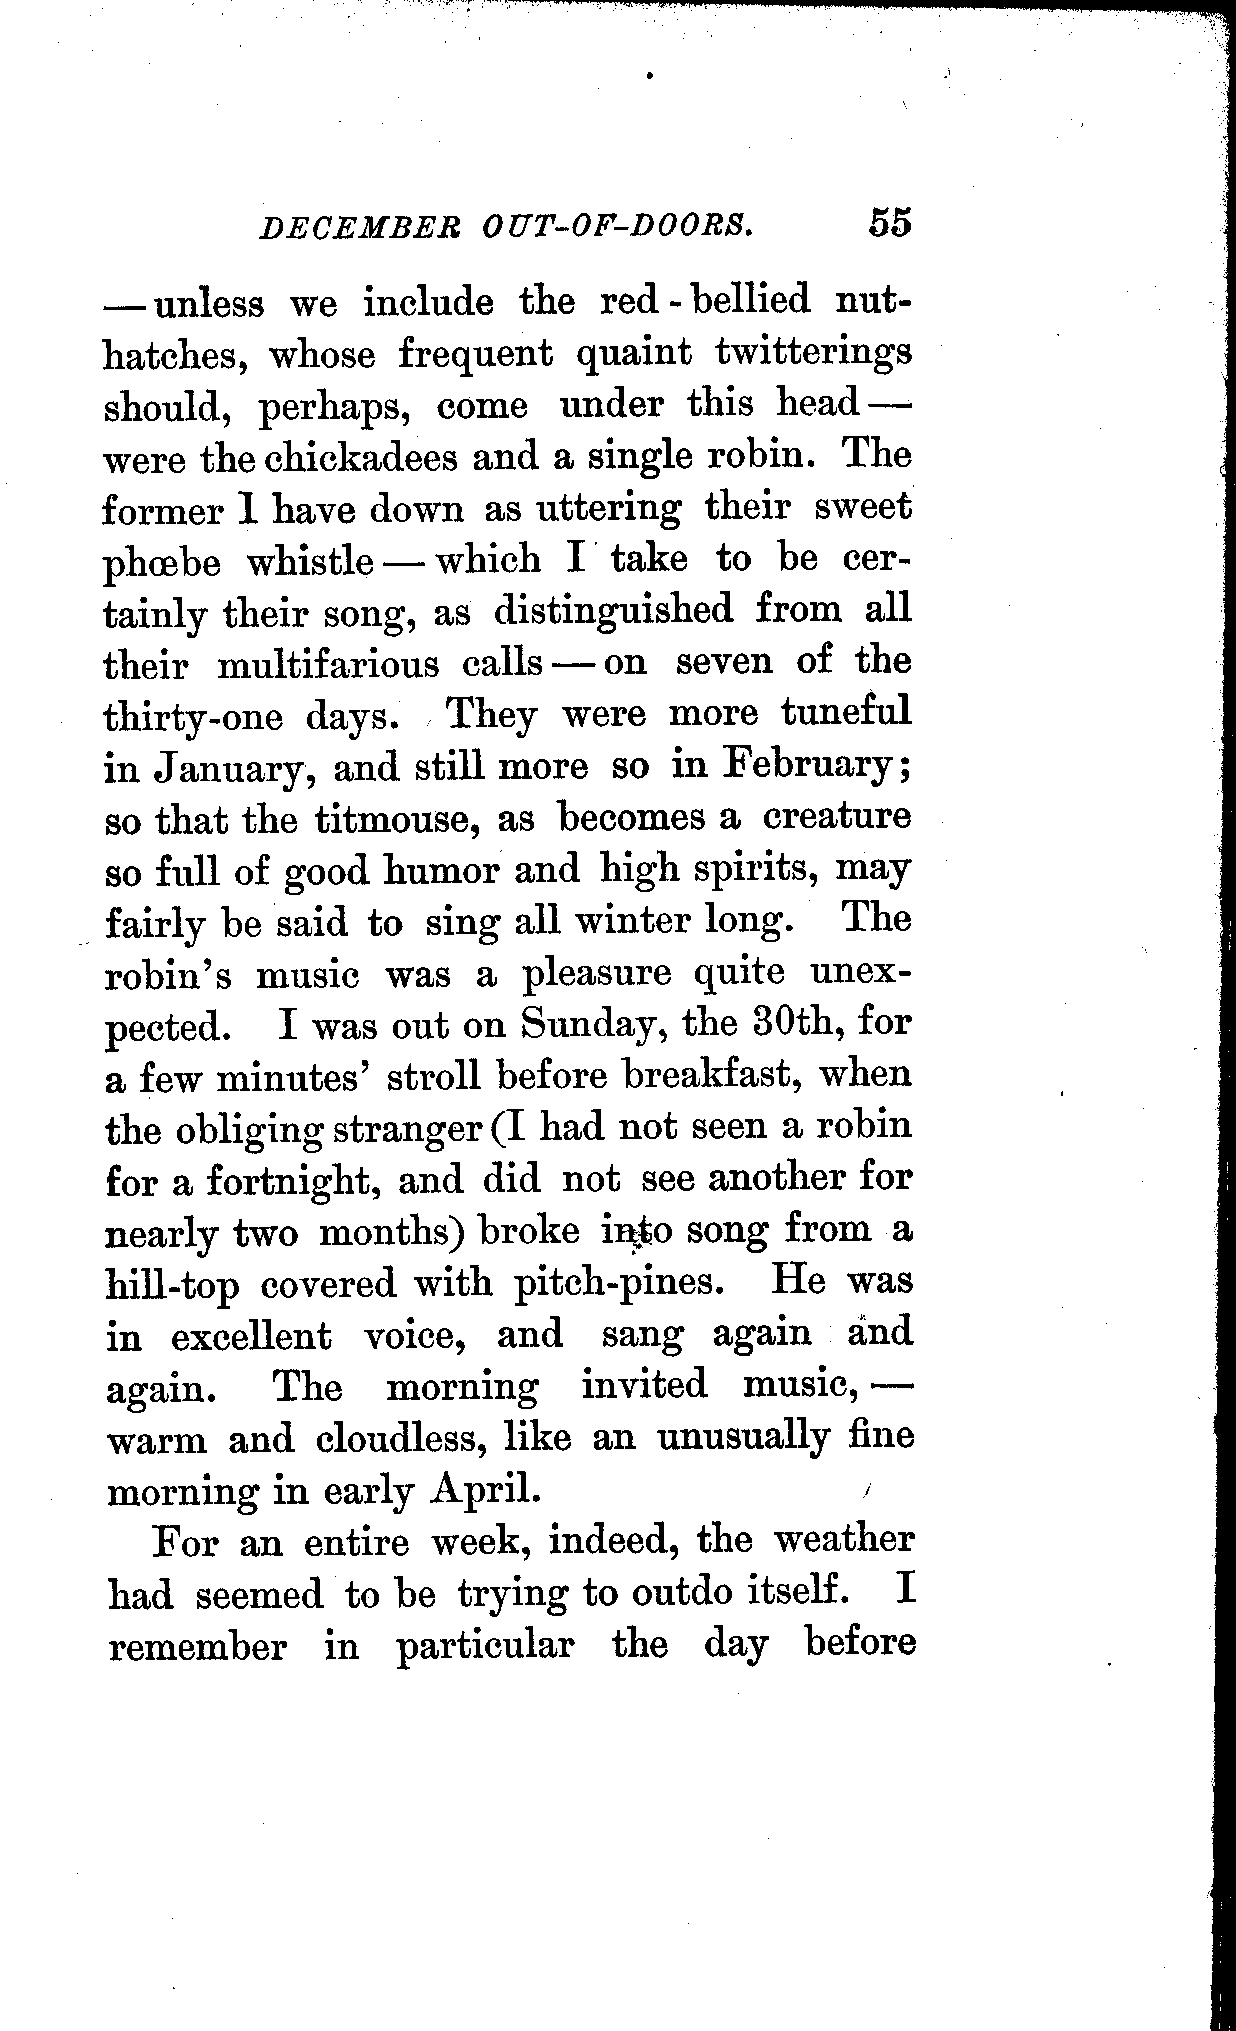 DECEMBER OUT-OF-DOORS. 55
— unless we include the red-bellied nut-
hatches, whose frequent quaint twitterings
should, perhaps, come under this head —
were the chickadees and a single robin. The
former I have down as uttering their sweet
phœbe whistle — which I take to be cer-
tainly their song, as distinguished from all
their multifarious calls — on seven of the
thirty-one days. They were more tuneful
in January, and still more so in February;
so that the titmouse, as becomes a creature
so full of good humor and high spirits, may
fairly be said to sing all winter long. The
robin's music was a pleasure quite unex-
pected. I was out on Sunday, the 30th, for
a few minutes' stroll before breakfast, when
the obliging stranger (I had not seen a robin
for a fortnight, and did not see another for
nearly two months) broke into song from a
hill-top covered with pitch-pines. He was
in excellent voice, and sang again and
again. The morning invited music, —
warm and cloudless, like an unusually fine
morning in early April.
For an entire week, indeed, the weather
had seemed to be trying to outdo itself. I
remember in particular the day before